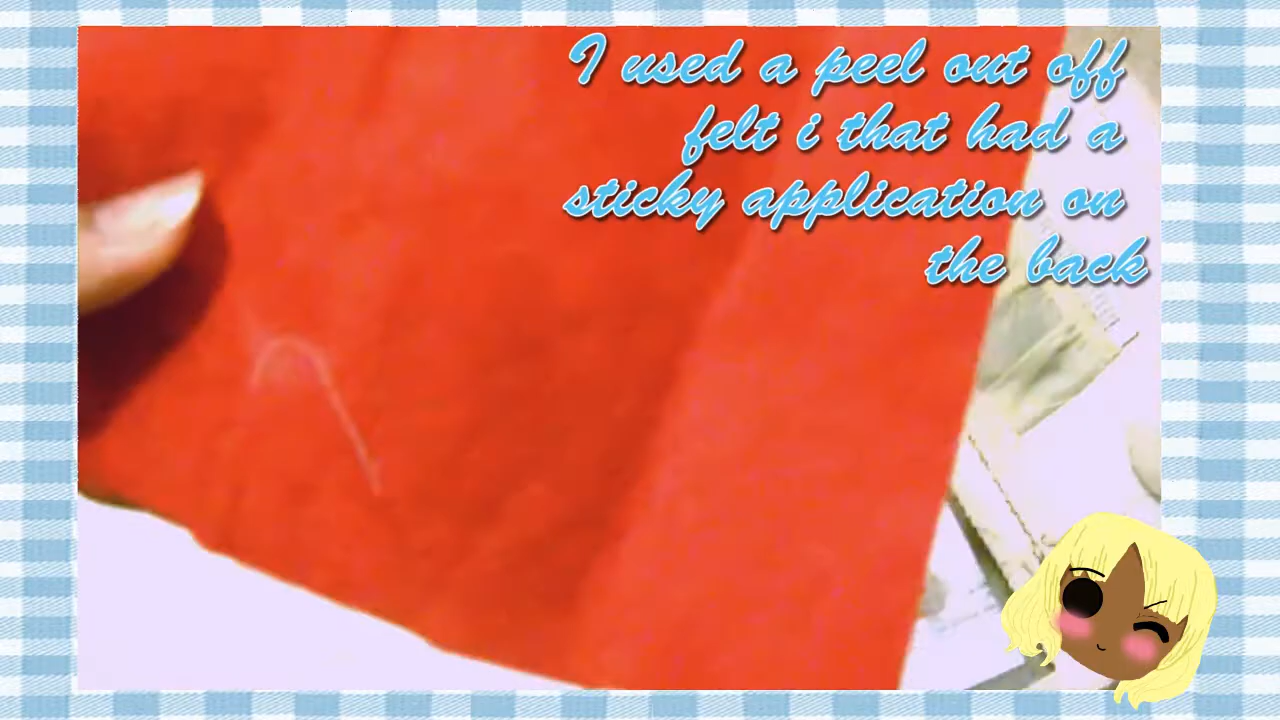 I used a peel out off
felt i that had a
sticky application on
the back